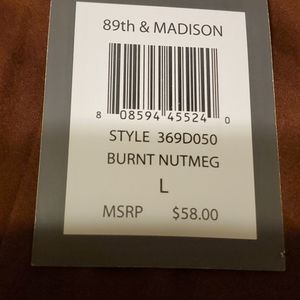 89th & MADISON
8 08594 45524 0
STYLE 369D050
BURNT NUTMEG
L
MSRP $58.00